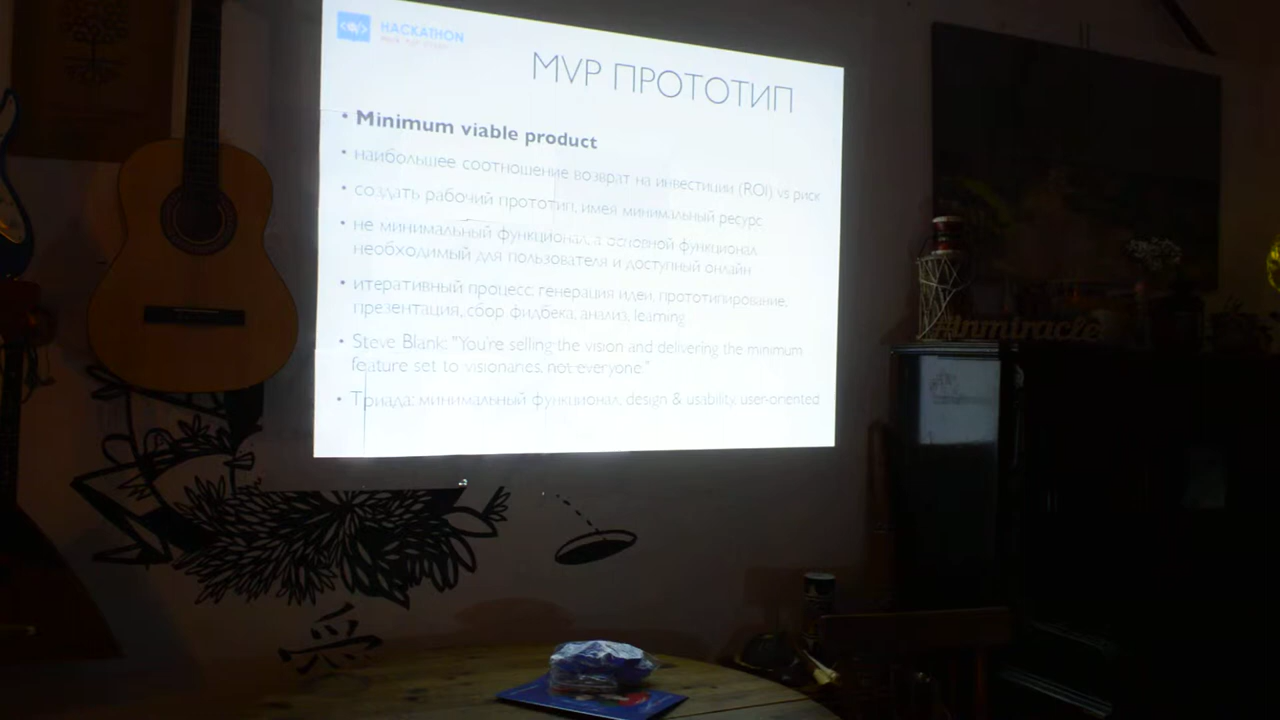 HACKATHON
MVP ПРОТОТИП
• Minimum viable product
• наибольшее соотношение возврат на инвестиции (ROI) vs риск
• создать рабочий прототип, имея минимальный ресурс
• не минимальный функционал, а основной функционал
необходимый для пользователя и доступный онлайн
• итеративный процесс: генерация идеи, прототипирование,
презентация, сбор фидбека, анализ, learning
• Steve Blank: "You're selling the vision and delivering the minimum
feature set to visionaries, not everyone."
• Триада: минимальный функционал, design & usability, user-oriented
#inmiracle